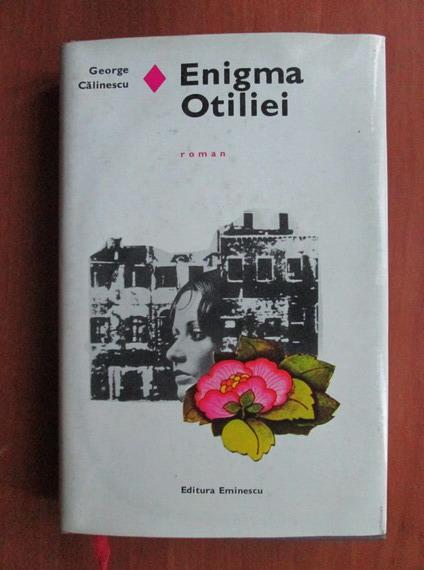 George
Călinescu
Enigma
Otiliei
roman
Editura Eminescu